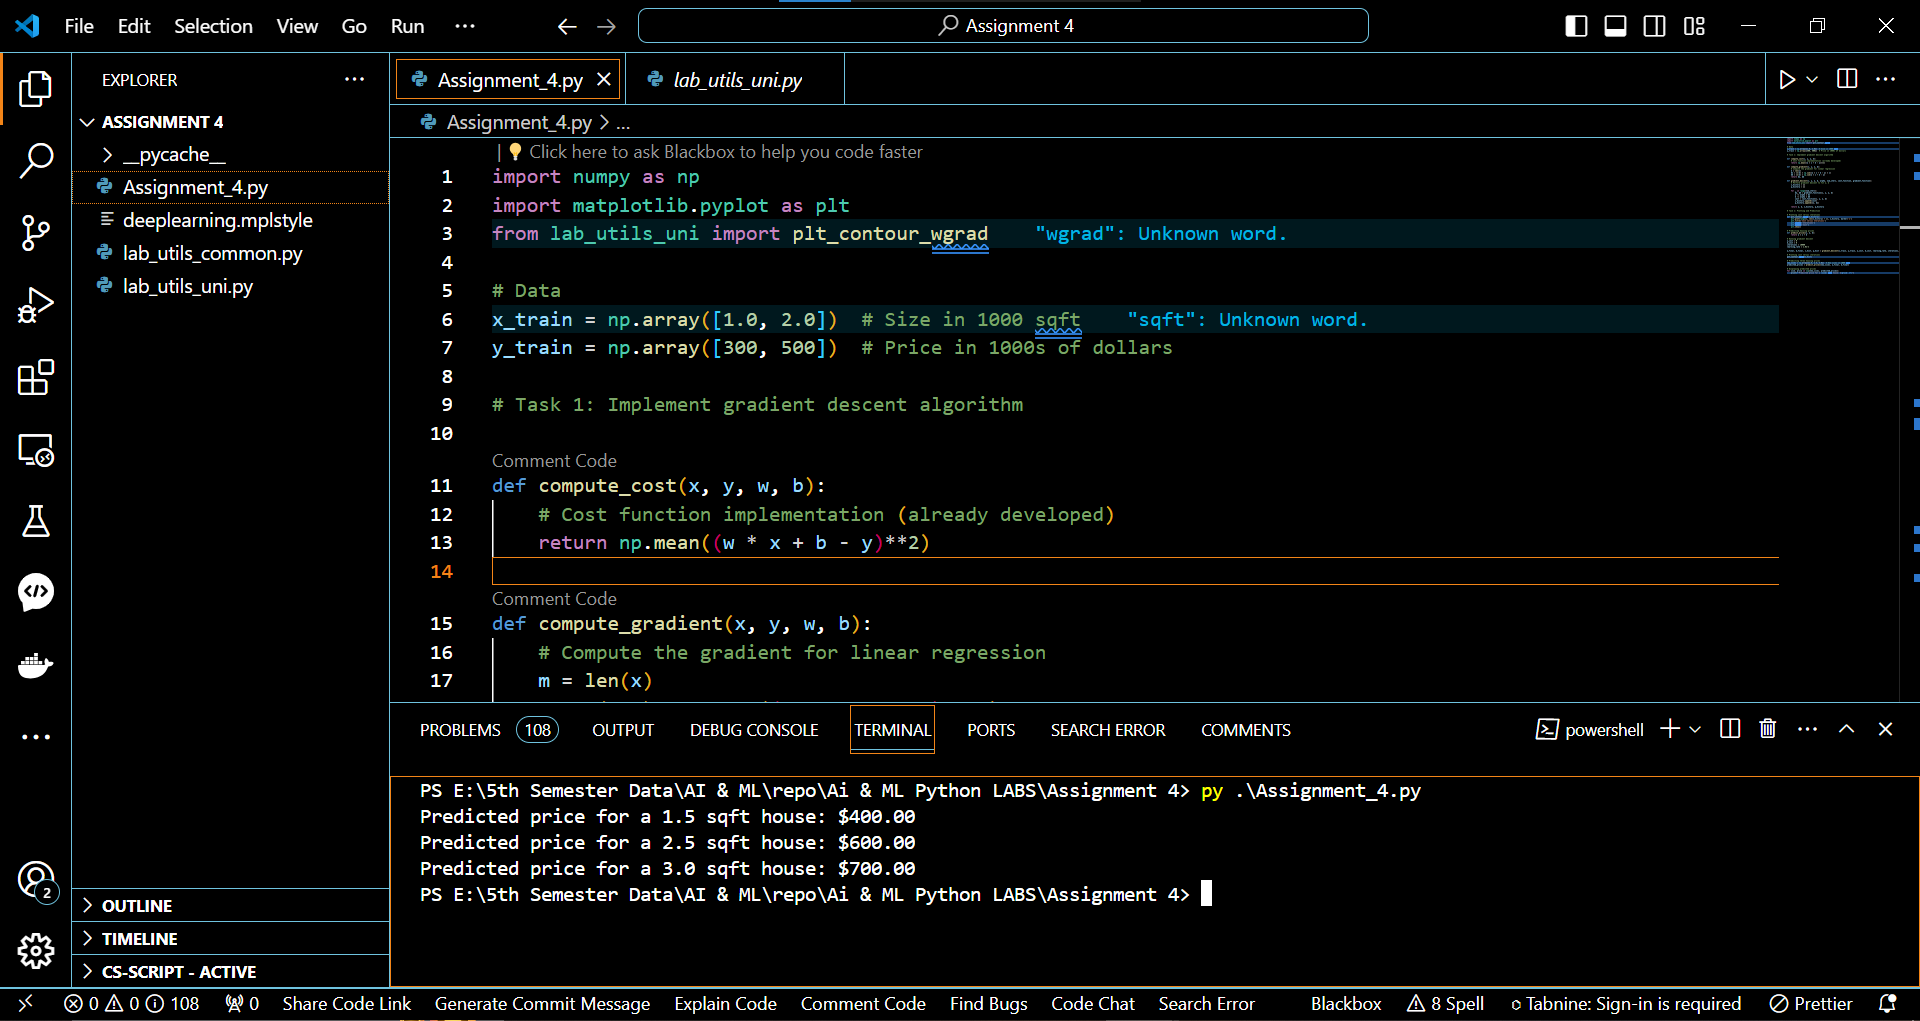 File Edit Selection View Go Run ···
Assignment 4
EXPLORER ···
ASSIGNMENT 4
__pycache__
Assignment_4.py
deeplearning.mplstyle
lab_utils_common.py
lab_utils_uni.py
OUTLINE
TIMELINE
CS-SCRIPT - ACTIVE
2
Assignment_4.py
lab_utils_uni.py
Assignment_4.py > ...
| 💡 Click here to ask Blackbox to help you code faster
1 import numpy as np
2 import matplotlib.pyplot as plt
3 from lab_utils_uni import plt_contour_wgrad "wgrad": Unknown word.
4
5 # Data
6 x_train = np.array([1.0, 2.0]) # Size in 1000 sqft "sqft": Unknown word.
7 y_train = np.array([300, 500]) # Price in 1000s of dollars
8
9 # Task 1: Implement gradient descent algorithm
10
Comment Code
11 def compute_cost(x, y, w, b):
12 # Cost function implementation (already developed)
13 return np.mean((w * x + b - y)**2)
14
Comment Code
15 def compute_gradient(x, y, w, b):
16 # Compute the gradient for linear regression
17 m = len(x)
PROBLEMS 108 OUTPUT DEBUG CONSOLE TERMINAL PORTS SEARCH ERROR COMMENTS powershell
PS E:\5th Semester Data\AI & ML\repo\Ai & ML Python LABS\Assignment 4> py .\Assignment_4.py
Predicted price for a 1.5 sqft house: $400.00
Predicted price for a 2.5 sqft house: $600.00
Predicted price for a 3.0 sqft house: $700.00
PS E:\5th Semester Data\AI & ML\repo\Ai & ML Python LABS\Assignment 4>
0 0 108 0 Share Code Link Generate Commit Message Explain Code Comment Code Find Bugs Code Chat Search Error Blackbox 8 Spell Tabnine: Sign-in is required Prettier